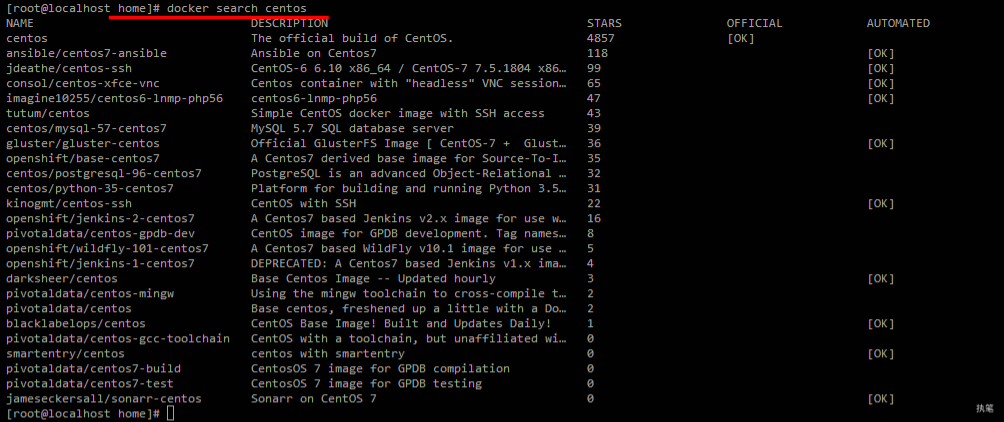 [root@localhost home]# docker search centos
NAME DESCRIPTION STARS OFFICIAL AUTOMATED
centos The official build of CentOS. 4857 [OK]
ansible/centos7-ansible Ansible on Centos7 118 [OK]
jdeathe/centos-ssh CentOS-6 6.10 x86_64 / CentOS-7 7.5.1804 x86… 99 [OK]
consol/centos-xfce-vnc Centos container with "headless" VNC session… 65 [OK]
imagine10255/centos6-lnmp-php56 centos6-lnmp-php56 47 [OK]
tutum/centos Simple CentOS docker image with SSH access 43
centos/mysql-57-centos7 MySQL 5.7 SQL database server 39
gluster/gluster-centos Official GlusterFS Image [ CentOS-7 + Glust… 36 [OK]
openshift/base-centos7 A Centos7 derived base image for Source-To-I… 35
centos/postgresql-96-centos7 PostgreSQL is an advanced Object-Relational … 32
centos/python-35-centos7 Platform for building and running Python 3.5… 31
kinogmt/centos-ssh CentOS with SSH 22 [OK]
openshift/jenkins-2-centos7 A Centos7 based Jenkins v2.x image for use w… 16
pivotaldata/centos-gpdb-dev CentOS image for GPDB development. Tag names… 8
openshift/wildfly-101-centos7 A Centos7 based WildFly v10.1 image for use … 5
openshift/jenkins-1-centos7 DEPRECATED: A Centos7 based Jenkins v1.x ima… 4
darksheer/centos Base Centos Image -- Updated hourly 3 [OK]
pivotaldata/centos-mingw Using the mingw toolchain to cross-compile t… 2
pivotaldata/centos Base centos, freshened up a little with a Do… 2
blacklabelops/centos CentOS Base Image! Built and Updates Daily! 1 [OK]
pivotaldata/centos-gcc-toolchain CentOS with a toolchain, but unaffiliated wi… 0
smartentry/centos centos with smartentry 0 [OK]
pivotaldata/centos7-build CentosOS 7 image for GPDB compilation 0
pivotaldata/centos7-test CentosOS 7 image for GPDB testing 0
jameseckersall/sonarr-centos Sonarr on CentOS 7 0 [OK]
[root@localhost home]#
执笔